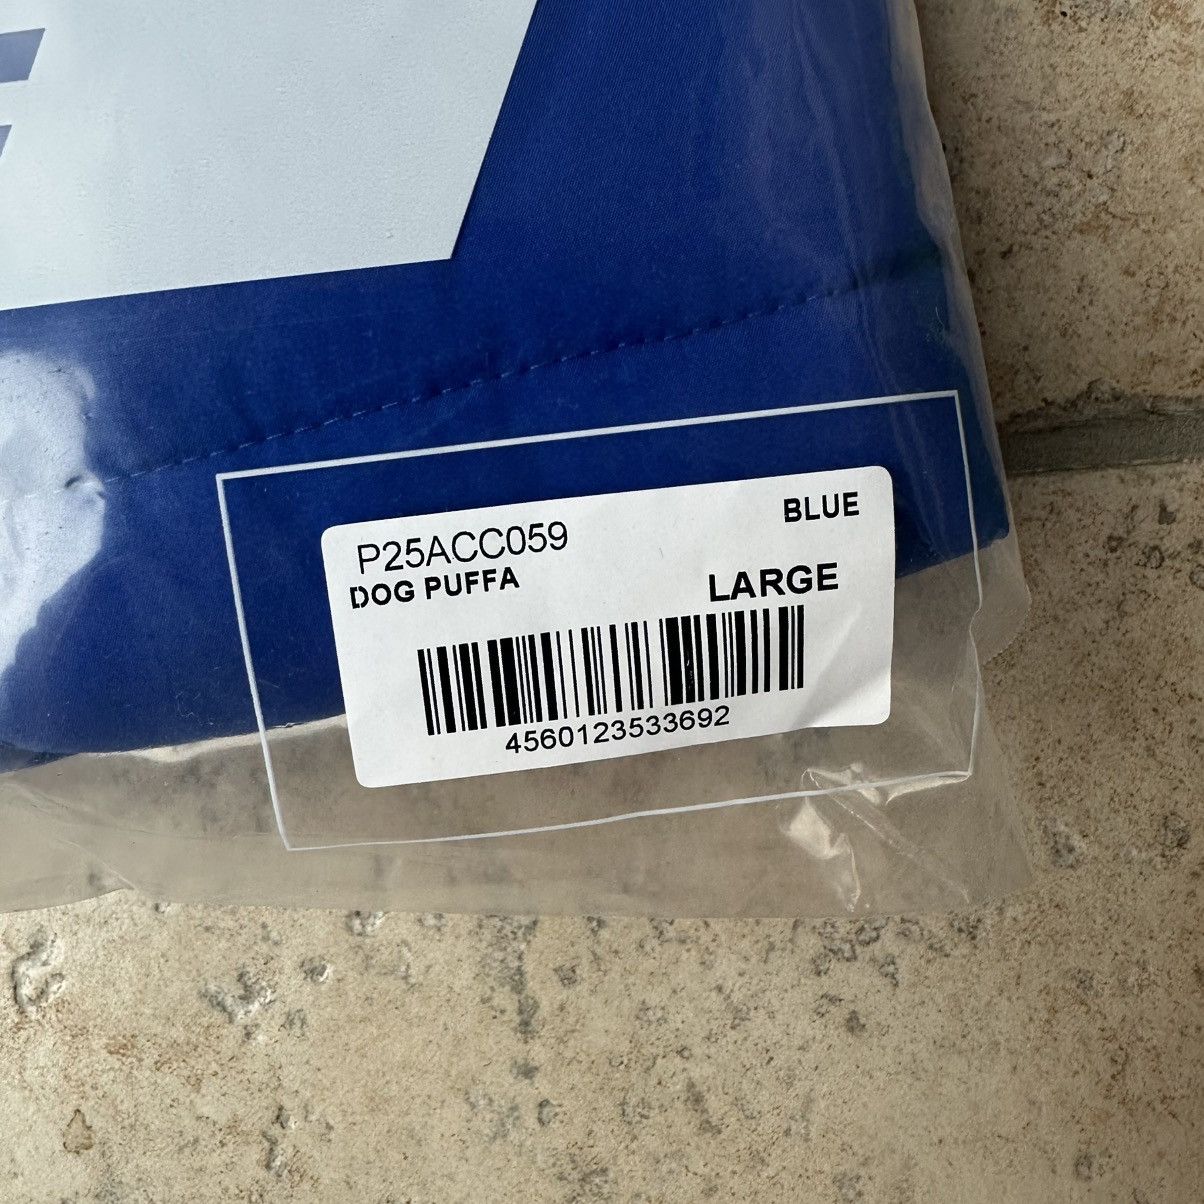 P25ACC059 BLUE
DOG PUFFA LARGE
4560123533692